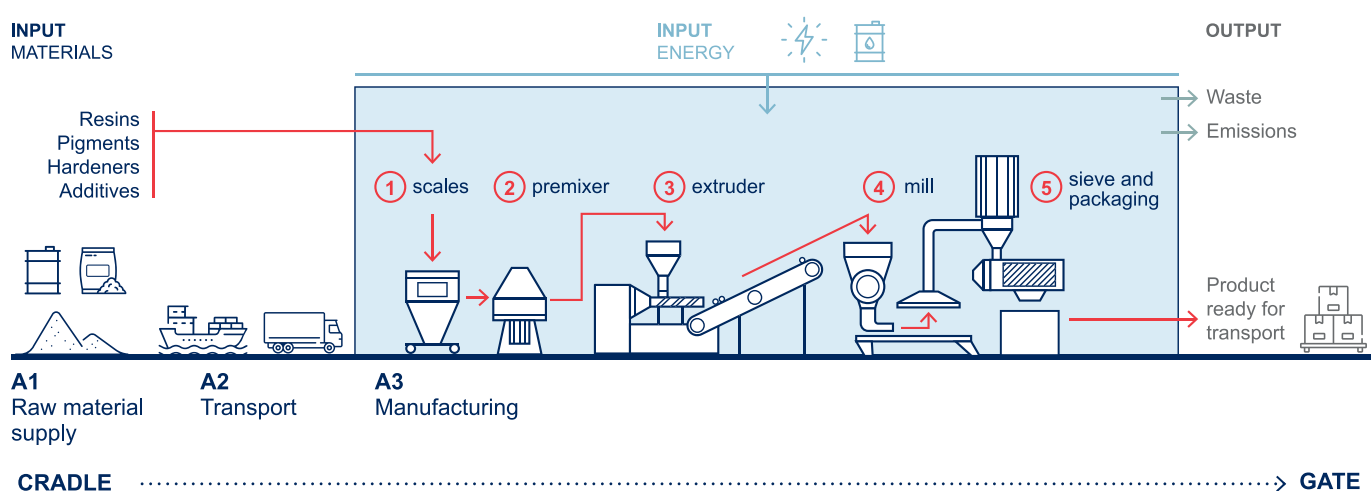 INPUT
MATERIALS
INPUT
ENERGY
OUTPUT
Resins
Pigments
Hardeners
Additives
Waste
Emissions
1 scales
2 premixer
3 extruder
4 mill
5 sieve and
packaging
Product
ready for
transport
A1
Raw material
supply
A2
Transport
A3
Manufacturing
CRADLE
GATE